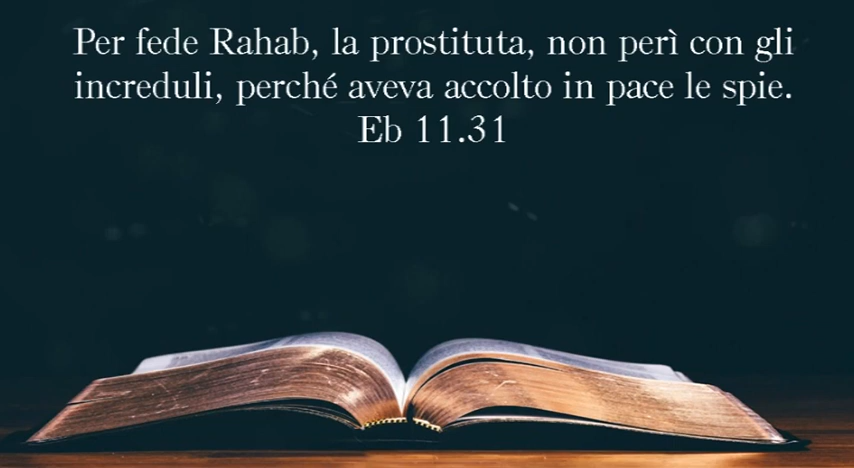 Per fede Rahab, la prostituta, non perì con gli
increduli, perché aveva accolto in pace le spie.
Eb 11.31